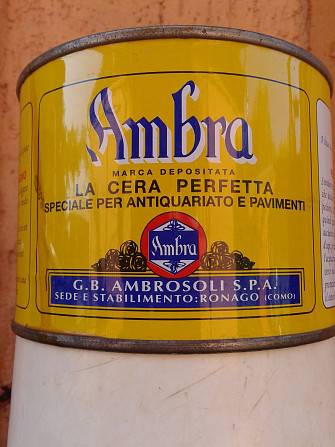 Ambra
MARCA DEPOSITATA
LA CERA PERFETTA
SPECIALE PER ANTIQUARIATO E PAVIMENTI
Ambra
G.B. AMBROSOLI S.P.A.
SEDE E STABILIMENTO: RONAGO (COMO)